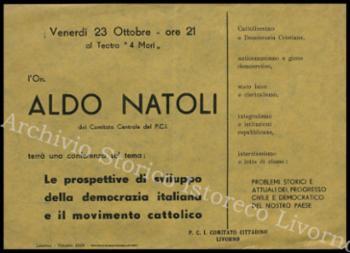 Venerdì 23 Ottobre - ore 21
al Teatro "4 Mori"
l'On.
ALDO NATOLI
del Comitato Centrale del P.C.I.
terrà una conferenza sul tema:
Le prospettive di sviluppo
della democrazia italiana
e il movimento cattolico
Cattolicesimo
e Democrazia Cristiana,
anticomunismo e gioco
democratico,
stato laico
e clericalismo,
integralismo
e istituzioni
repubblicane,
interclassismo
e lotta di classe:
PROBLEMI STORICI E
ATTUALI DEL PROGRESSO
CIVILE E DEMOCRATICO
DEL NOSTRO PAESE
P. C. I. COMITATO CITTADINO
LIVORNO
Archivio Storico Istoreco Livorno